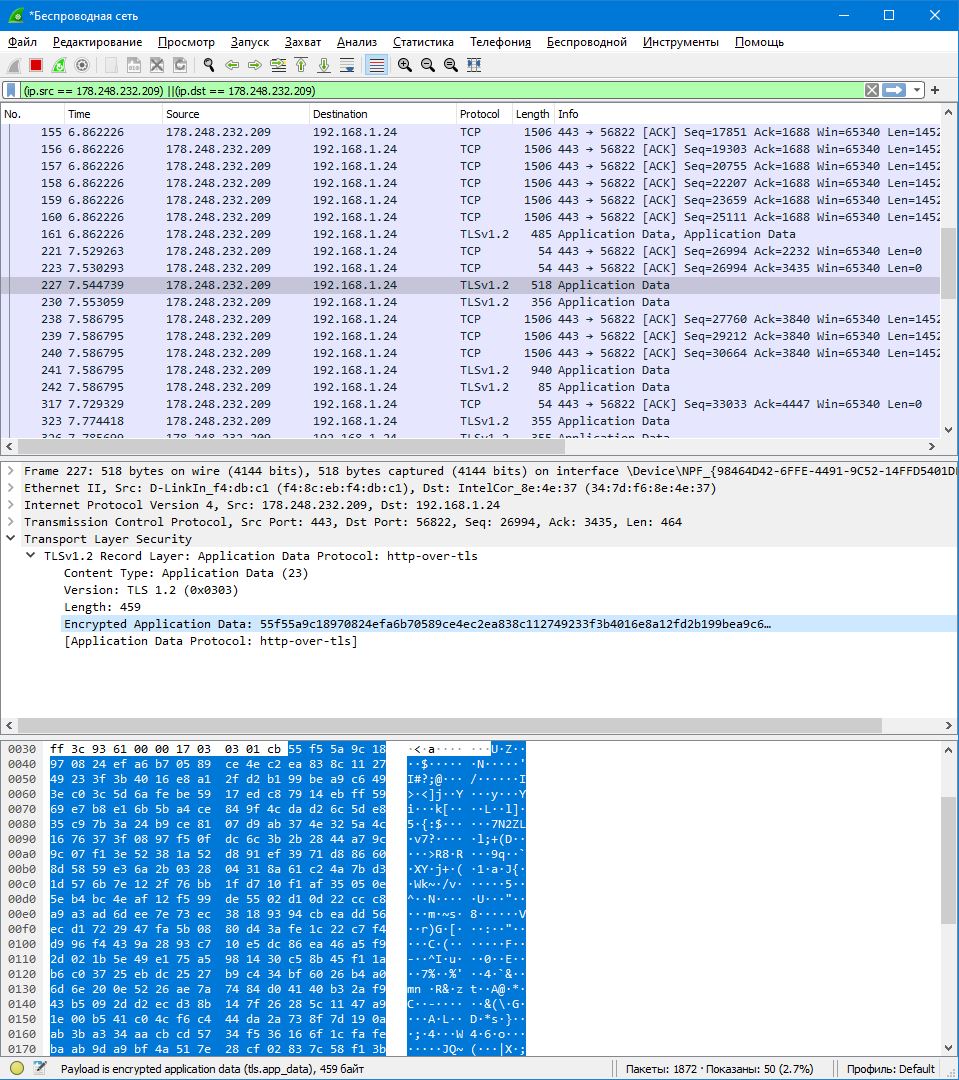 *Беспроводная сеть
Файл Редактирование Просмотр Запуск Захват Анализ Статистика Телефония Беспроводной Инструменты Помощь
(ip.src == 178.248.232.209) ||(ip.dst == 178.248.232.209)
No. Time Source Destination Protocol Length Info
155 6.862226 178.248.232.209 192.168.1.24 TCP 1506 443 → 56822 [ACK] Seq=17851 Ack=1688 Win=65340 Len=1452
156 6.862226 178.248.232.209 192.168.1.24 TCP 1506 443 → 56822 [ACK] Seq=19303 Ack=1688 Win=65340 Len=1452
157 6.862226 178.248.232.209 192.168.1.24 TCP 1506 443 → 56822 [ACK] Seq=20755 Ack=1688 Win=65340 Len=1452
158 6.862226 178.248.232.209 192.168.1.24 TCP 1506 443 → 56822 [ACK] Seq=22207 Ack=1688 Win=65340 Len=1452
159 6.862226 178.248.232.209 192.168.1.24 TCP 1506 443 → 56822 [ACK] Seq=23659 Ack=1688 Win=65340 Len=1452
160 6.862226 178.248.232.209 192.168.1.24 TCP 1506 443 → 56822 [ACK] Seq=25111 Ack=1688 Win=65340 Len=1452
161 6.862226 178.248.232.209 192.168.1.24 TLSv1.2 485 Application Data, Application Data
221 7.529263 178.248.232.209 192.168.1.24 TCP 54 443 → 56822 [ACK] Seq=26994 Ack=2232 Win=65340 Len=0
223 7.530293 178.248.232.209 192.168.1.24 TCP 54 443 → 56822 [ACK] Seq=26994 Ack=3435 Win=65340 Len=0
227 7.544739 178.248.232.209 192.168.1.24 TLSv1.2 518 Application Data
230 7.553059 178.248.232.209 192.168.1.24 TLSv1.2 356 Application Data
238 7.586795 178.248.232.209 192.168.1.24 TCP 1506 443 → 56822 [ACK] Seq=27760 Ack=3840 Win=65340 Len=1452
239 7.586795 178.248.232.209 192.168.1.24 TCP 1506 443 → 56822 [ACK] Seq=29212 Ack=3840 Win=65340 Len=1452
240 7.586795 178.248.232.209 192.168.1.24 TCP 1506 443 → 56822 [ACK] Seq=30664 Ack=3840 Win=65340 Len=1452
241 7.586795 178.248.232.209 192.168.1.24 TLSv1.2 940 Application Data
242 7.586795 178.248.232.209 192.168.1.24 TLSv1.2 85 Application Data
317 7.729329 178.248.232.209 192.168.1.24 TCP 54 443 → 56822 [ACK] Seq=33033 Ack=4447 Win=65340 Len=0
323 7.774418 178.248.232.209 192.168.1.24 TLSv1.2 355 Application Data
326 7.785699 178.248.232.209 192.168.1.24 TLSv1.2 355 Application Data
Frame 227: 518 bytes on wire (4144 bits), 518 bytes captured (4144 bits) on interface \Device\NPF_{98464D42-6FFE-4491-9C52-14FFD5401D
Ethernet II, Src: D-LinkIn_f4:db:c1 (f4:8c:eb:f4:db:c1), Dst: IntelCor_8e:4e:37 (34:7d:f6:8e:4e:37)
Internet Protocol Version 4, Src: 178.248.232.209, Dst: 192.168.1.24
Transmission Control Protocol, Src Port: 443, Dst Port: 56822, Seq: 26994, Ack: 3435, Len: 464
Transport Layer Security
TLSv1.2 Record Layer: Application Data Protocol: http-over-tls
Content Type: Application Data (23)
Version: TLS 1.2 (0x0303)
Length: 459
Encrypted Application Data: 55f55a9c18970824efa6b70589ce4ec2ea838c112749233f3b4016e8a12fd2b199bea9c6…
[Application Data Protocol: http-over-tls]
0030 ff 3c 93 61 00 00 17 03 03 01 cb 55 f5 5a 9c 18 ·<·a···· ···U·Z··
0040 97 08 24 ef a6 b7 05 89 ce 4e c2 ea 83 8c 11 27 ··$····· ·N·····'
0050 49 23 3f 3b 40 16 e8 a1 2f d2 b1 99 be a9 c6 49 I#?;@··· /······I
0060 3e c0 3c 5d 6a fe be 59 17 ed c8 79 14 eb ff 59 >·<]j··Y ···y···Y
0070 69 e7 b8 e1 6b 5b a4 ce 84 9f 4c da d2 6c 5d e8 i···k[·· ··L··l]·
0080 35 c9 7b 3a 24 b9 ce 81 07 d9 ab 37 4e 32 5a 4c 5·{:$··· ···7N2ZL
0090 16 76 37 3f 08 97 f5 0f dc 6c 3b 2b 28 44 a7 9c ·v7?···· ·l;+(D··
00a0 9c 07 f1 3e 52 38 1a 52 d8 91 ef 39 71 d8 86 60 ···>R8·R ···9q··`
00b0 8d 58 59 e3 6a 2b 03 28 04 31 8a 61 c2 4a 7b d3 ·XY·j+·( ·1·a·J{·
00c0 1d 57 6b 7e 12 2f 76 bb 1f d7 10 f1 af 35 05 0e ·Wk~·/v· ·····5··
00d0 5e b4 bc 4e af 12 f5 99 de 55 02 d1 0d 22 cc c8 ^··N···· ·U···"··
00e0 a9 a3 ad 6d ee 7e 73 ec 38 18 93 94 cb ea dd 56 ···m·~s· 8······V
00f0 ec d1 72 29 47 fa 5b 08 80 d4 3a fe 1c 22 c7 f4 ··r)G·[· ··:··"··
0100 d9 96 f4 43 9a 28 93 c7 10 e5 dc 86 ea 46 a5 f9 ···C·(·· ·····F··
0110 2d 02 1b 5e 49 e1 75 a5 98 14 30 c5 8b 45 f1 1a -··^I·u· ··0··E··
0120 b6 c0 37 25 eb dc 25 27 b9 c4 34 bf 60 26 b4 a0 ··7%··%' ··4·`&··
0130 6d 6e 20 0e 52 26 ae 7a 74 84 d0 41 40 b3 2a f9 mn ·R&·z t··A@·*·
0140 43 b5 09 2d d2 ec d3 8b 14 7f 26 28 5c 11 47 a9 C··-···· ··&(\·G·
0150 1e 00 b5 41 c0 4c f6 c4 44 da 2a 73 8f 7d 19 0a ···A·L·· D·*s·}··
0160 ab 3b a3 34 aa cb cd 57 34 f5 36 16 6f 1c fa fe ·;·4···W 4·6·o···
0170 ba ab 9d a9 bf 4a 51 7e 28 cf 02 83 7c 58 f1 3b ·····JQ~ (···|X·;
Payload is encrypted application data (tls.app_data), 459 байт Пакеты: 1872 · Показаны: 50 (2.7%) Профиль: Default